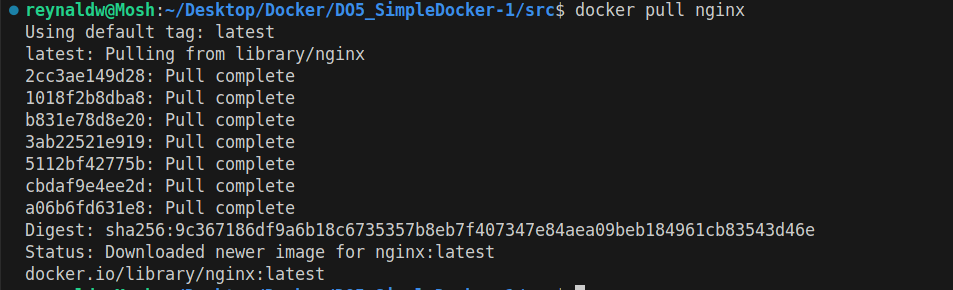 reynaldw@Mosh:~/Desktop/Docker/DO5_SimpleDocker-1/src$ docker pull nginx
Using default tag: latest
latest: Pulling from library/nginx
2cc3ae149d28: Pull complete
1018f2b8dba8: Pull complete
b831e78d8e20: Pull complete
3ab22521e919: Pull complete
5112bf42775b: Pull complete
cbdaf9e4ee2d: Pull complete
a06b6fd631e8: Pull complete
Digest: sha256:9c367186df9a6b18c6735357b8eb7f407347e84aea09beb184961cb83543d46e
Status: Downloaded newer image for nginx:latest
docker.io/library/nginx:latest